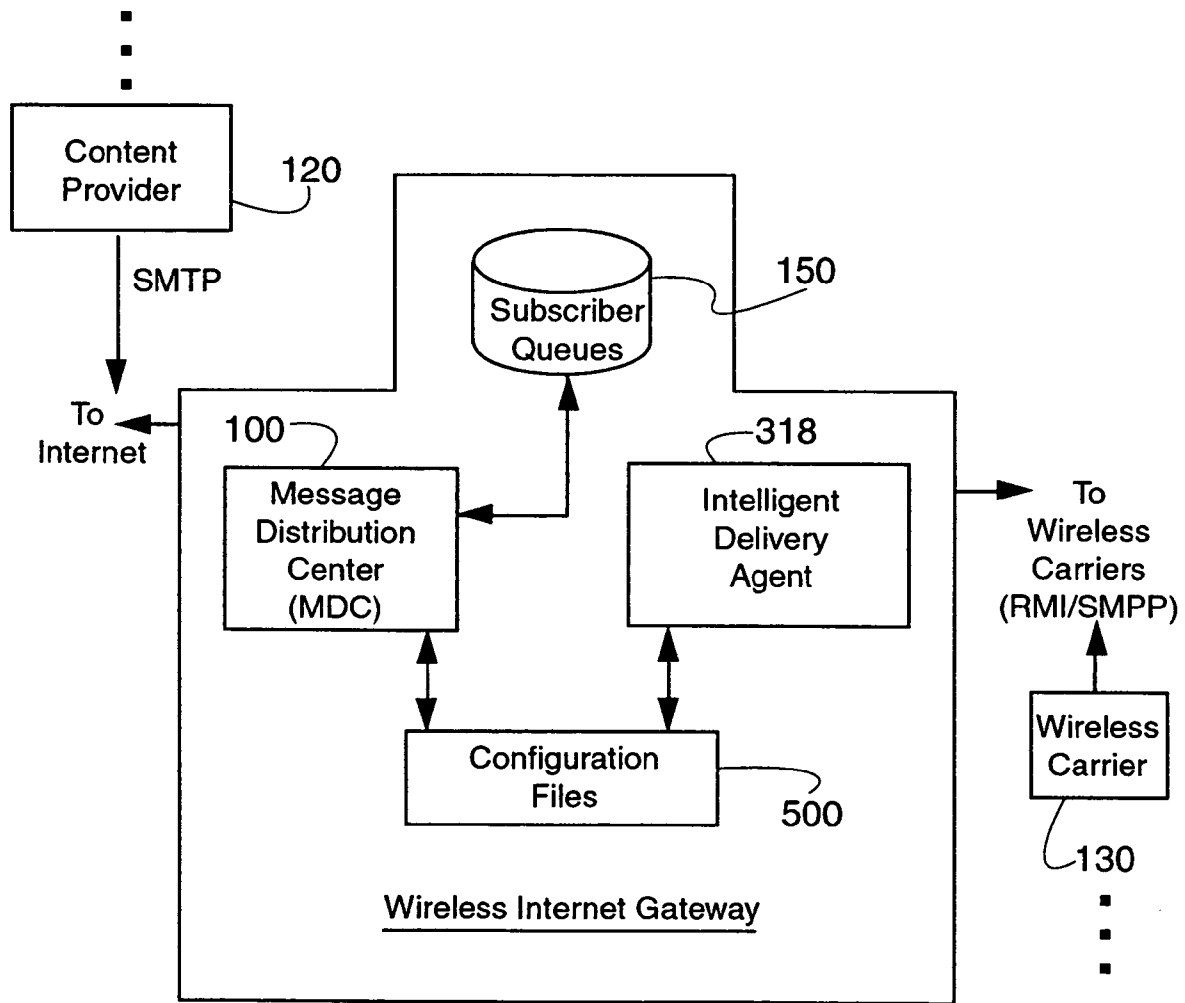 Content
Provider
120
SMTP
To
Internet
Subscriber
Queues
150
100
Message
Distribution
Center
(MDC)
318
Intelligent
Delivery
Agent
To
Wireless
Carriers
(RMI/SMPP)
Wireless
Carrier
130
Configuration
Files
500
Wireless Internet Gateway